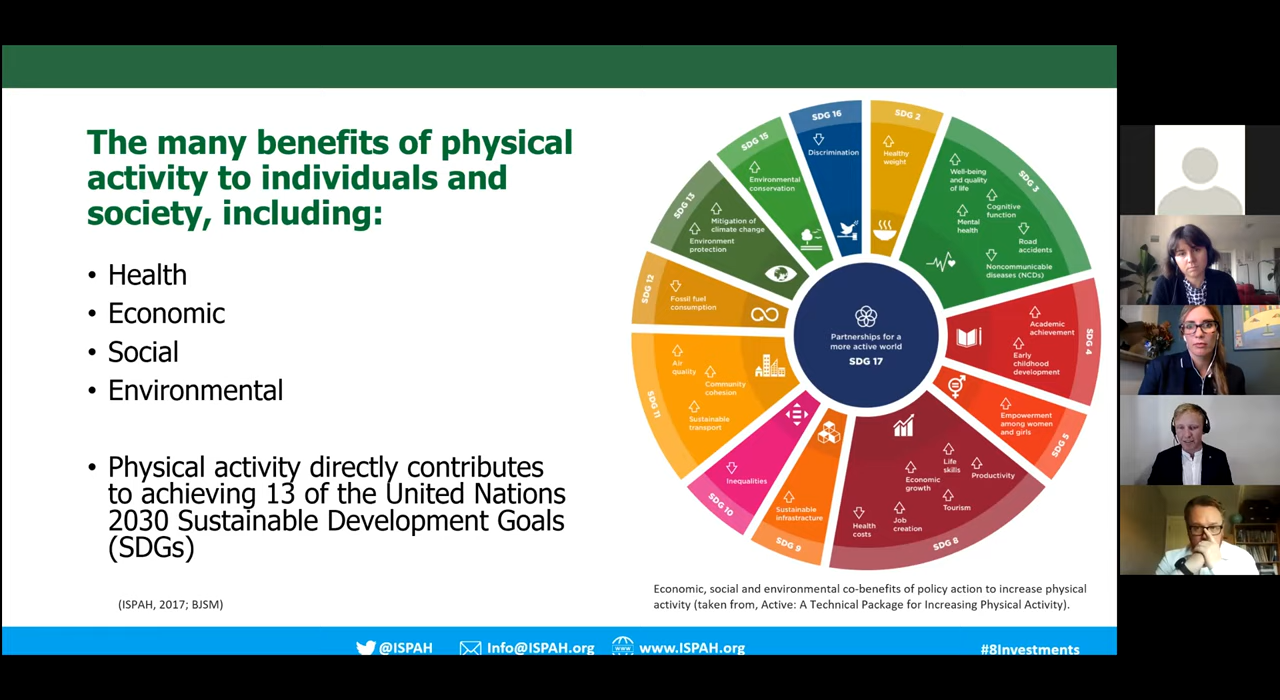 The many benefits of physical
activity to individuals and
society, including:
• Health
• Economic
• Social
• Environmental
• Physical activity directly contributes
to achieving 13 of the United Nations
2030 Sustainable Development Goals
(SDGs)
(ISPAH, 2017; BJSM)
SDG 2
Healthy
weight
SDG 3
Well-being
and quality
of life
Cognitive
function
Mental
health
Road
accidents
Noncommunicable
diseases (NCDs)
SDG 4
Academic
achievement
Early
childhood
development
SDG 5
Empowerment
among women
and girls
SDG 8
Life
skills
Productivity
Economic
growth
Tourism
Job
creation
Health
costs
SDG 9
Sustainable
infrastracture
SDG 10
Inequalities
SDG 11
Air
quality
Community
cohesion
Sustainable
transport
SDG 12
Fossil fuel
consumption
SDG 13
Mitigation of
climate change
Environment
protection
SDG 15
Environmental
conservation
SDG 16
Discrimination
Partnerships for a
more active world
SDG 17
Economic, social and environmental co-benefits of policy action to increase physical
activity (taken from, Active: A Technical Package for Increasing Physical Activity).
@ISPAH Info@ISPAH.org www www.ISPAH.org #8Investments